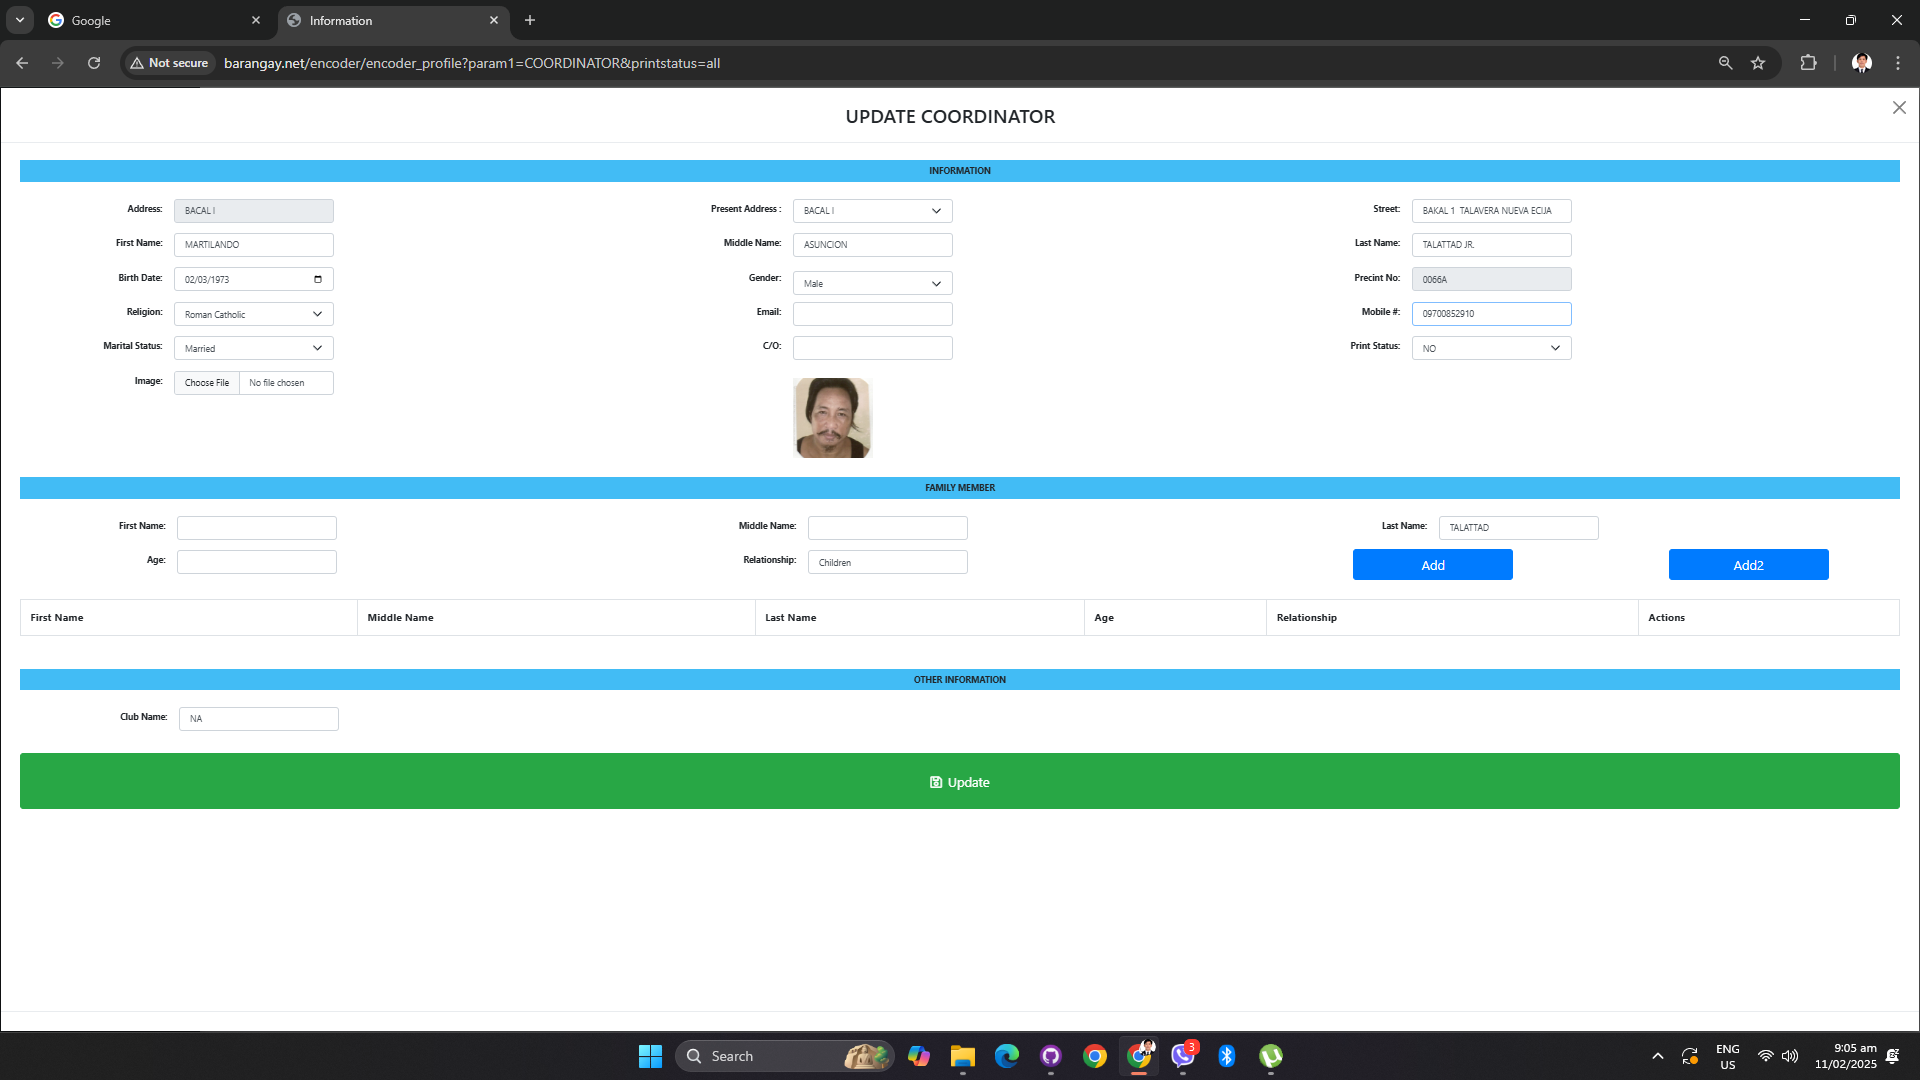 Google
Information
Not secure
barangay.net/encoder/encoder_profile?param1=COORDINATOR&printstatus=all
UPDATE COORDINATOR
INFORMATION
Address: BACAL I Present Address : BACAL I Street: BAKAL 1 TALAVERA NUEVA ECIJA
First Name: MARTILANDO Middle Name: ASUNCION Last Name: TALATTAD JR.
Birth Date: 02/03/1973 Gender: Male Precint No: 0066A
Religion: Roman Catholic Email: Mobile #: 09700852910
Marital Status: Married C/O: Print Status: NO
Image: Choose File No file chosen
FAMILY MEMBER
First Name: Middle Name: Last Name: TALATTAD
Age: Relationship: Children Add Add2
First Name Middle Name Last Name Age Relationship Actions
OTHER INFORMATION
Club Name: NA
Update
Search
3
ENG
US
9:05 am
11/02/2025